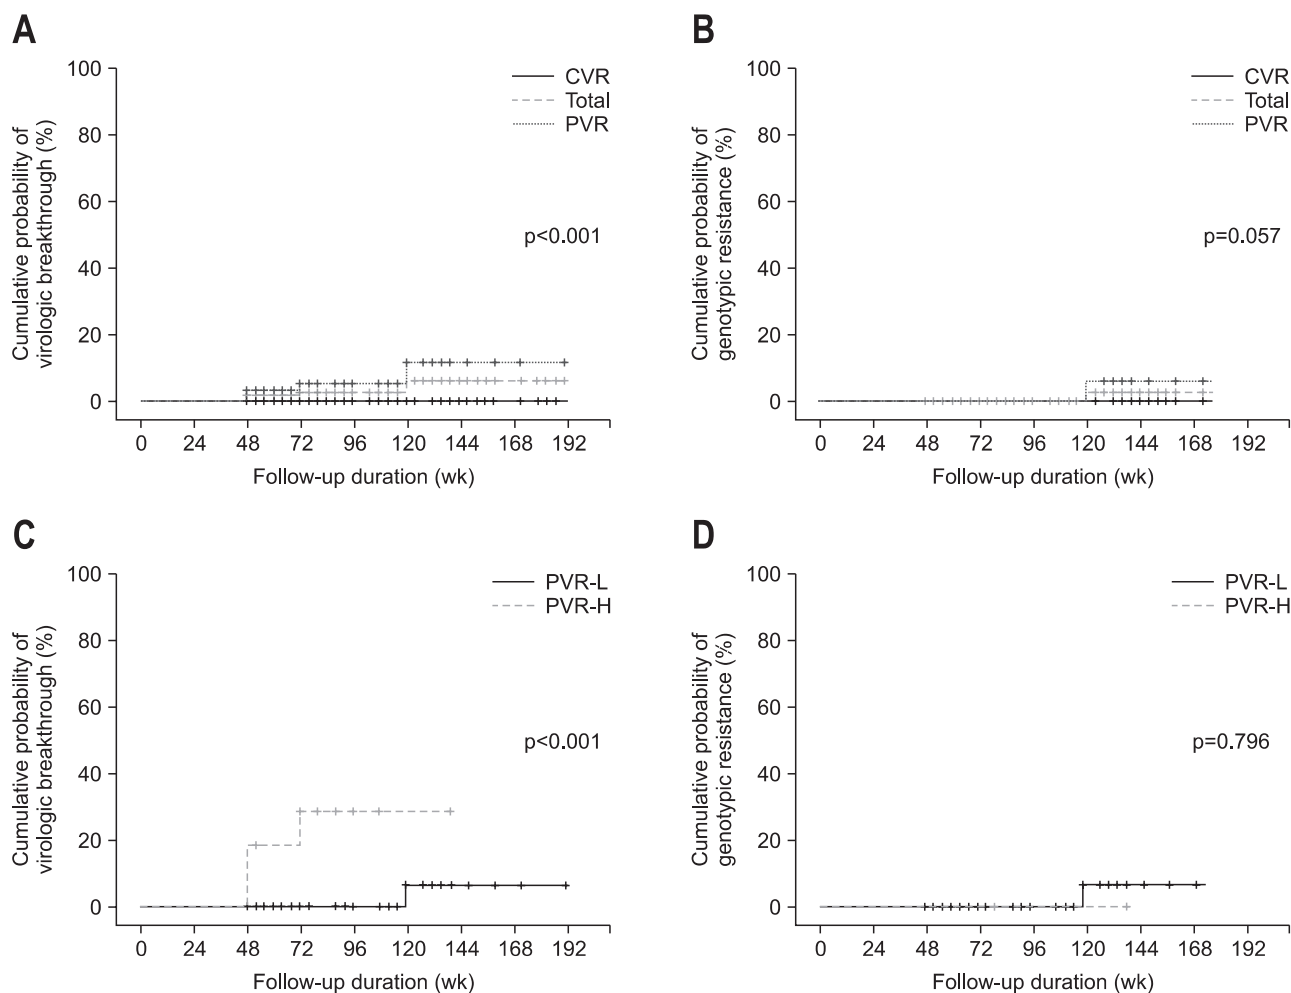 A
Cumulative probability of
virologic breakthrough (%)
100
80
60
40
20
0
CVR
Total
PVR
p<0.001
0 24 48 72 96 120 144 168 192
Follow-up duration (wk)
B
Cumulative probability of
genotypic resistance (%)
100
80
60
40
20
0
CVR
Total
PVR
p=0.057
0 24 48 72 96 120 144 168 192
Follow-up duration (wk)
C
Cumulative probability of
virologic breakthrough (%)
100
80
60
40
20
0
PVR-L
PVR-H
p<0.001
0 24 48 72 96 120 144 168 192
Follow-up duration (wk)
D
Cumulative probability of
genotypic resistance (%)
100
80
60
40
20
0
PVR-L
PVR-H
p=0.796
0 24 48 72 96 120 144 168 192
Follow-up duration (wk)